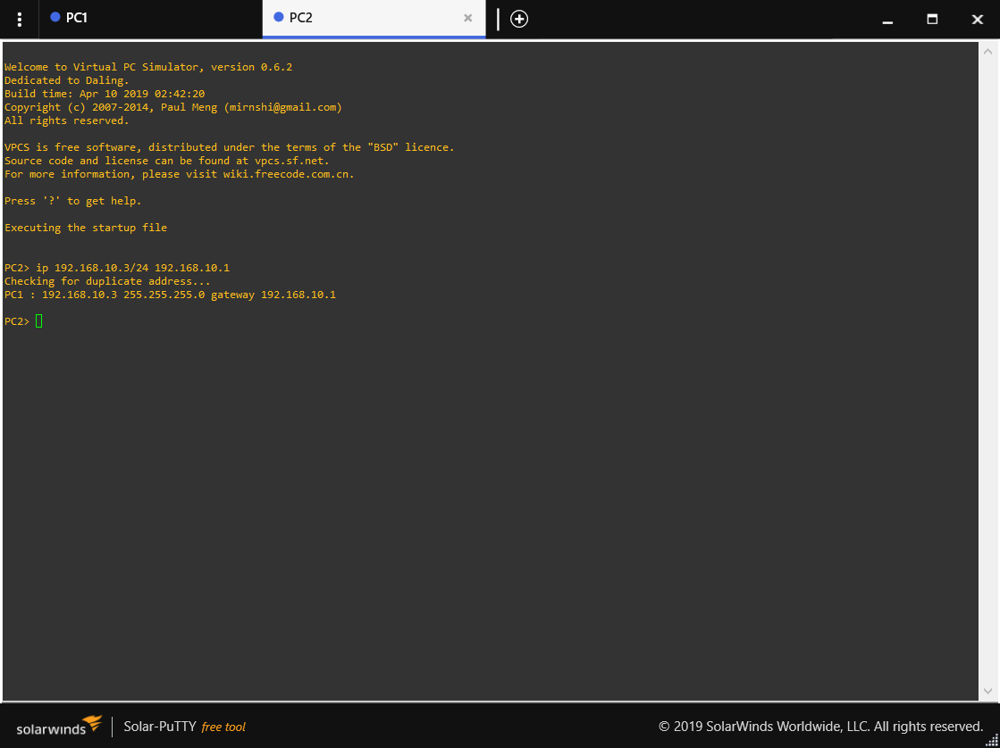 PC1
PC2
Welcome to Virtual PC Simulator, version 0.6.2
Dedicated to Daling.
Build time: Apr 10 2019 02:42:20
Copyright (c) 2007-2014, Paul Meng (mirnshi@gmail.com)
All rights reserved.
VPCS is free software, distributed under the terms of the "BSD" licence.
Source code and license can be found at vpcs.sf.net.
For more information, please visit wiki.freecode.com.cn.
Press '?' to get help.
Executing the startup file
PC2> ip 192.168.10.3/24 192.168.10.1
Checking for duplicate address...
PC1 : 192.168.10.3 255.255.255.0 gateway 192.168.10.1
PC2>
solarwinds
Solar-PuTTY free tool
© 2019 SolarWinds Worldwide, LLC. All rights reserved.